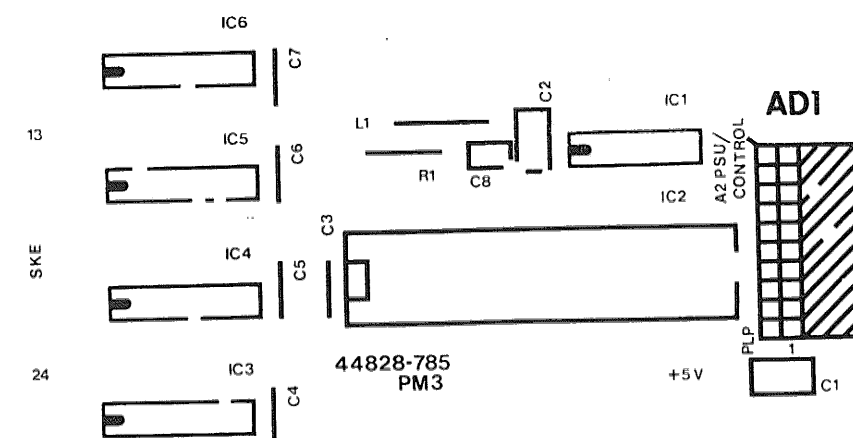 IC6
C7
C2
IC1
AD1
L1
13
IC5
C6
R1
C8
A2 PSU/
CONTROL
IC2
C3
SKE
IC4
C5
PLP
1
44828-785
PM3
24
IC3
C4
+5V
C1